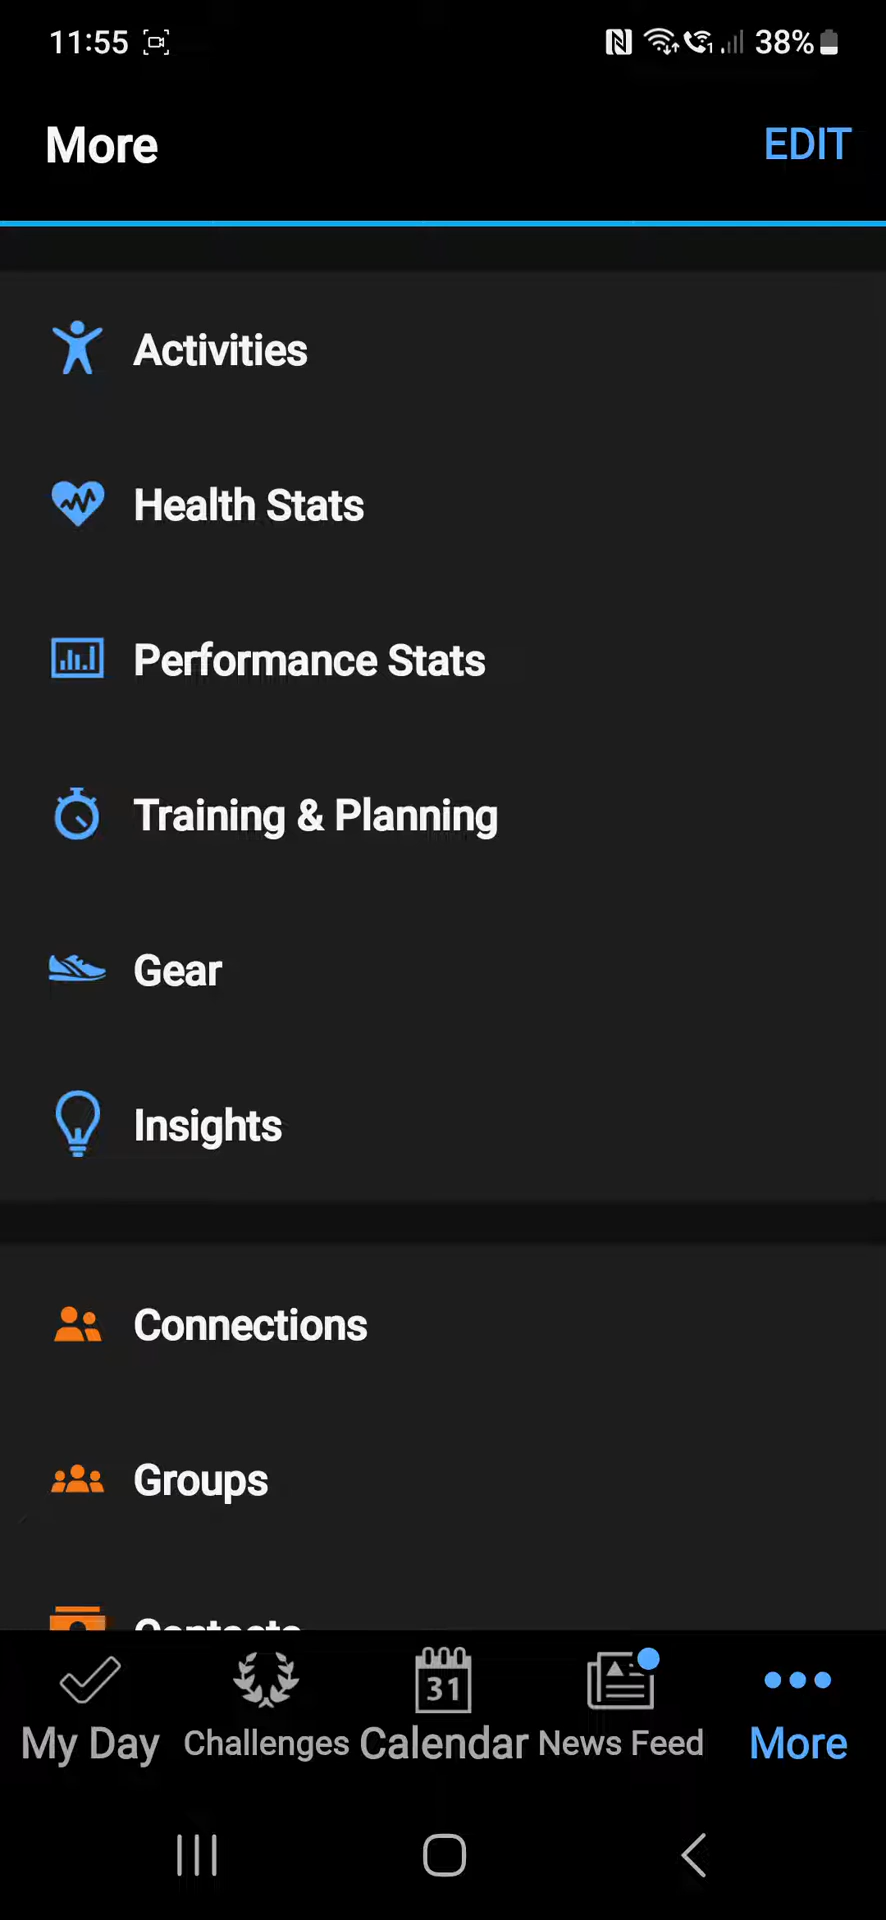 11:55 38%
More EDIT
Activities
Health Stats
Performance Stats
Training & Planning
Gear
Insights
Connections
Groups
Contacts
31
My Day Challenges Calendar News Feed More